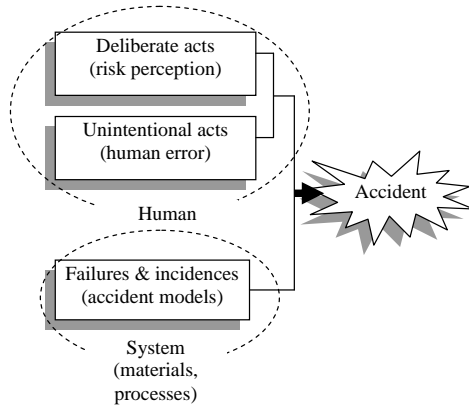 Deliberate acts
(risk perception)
Unintentional acts
(human error)
Human
Accident
Failures & incidences
(accident models)
System
(materials,
processes)